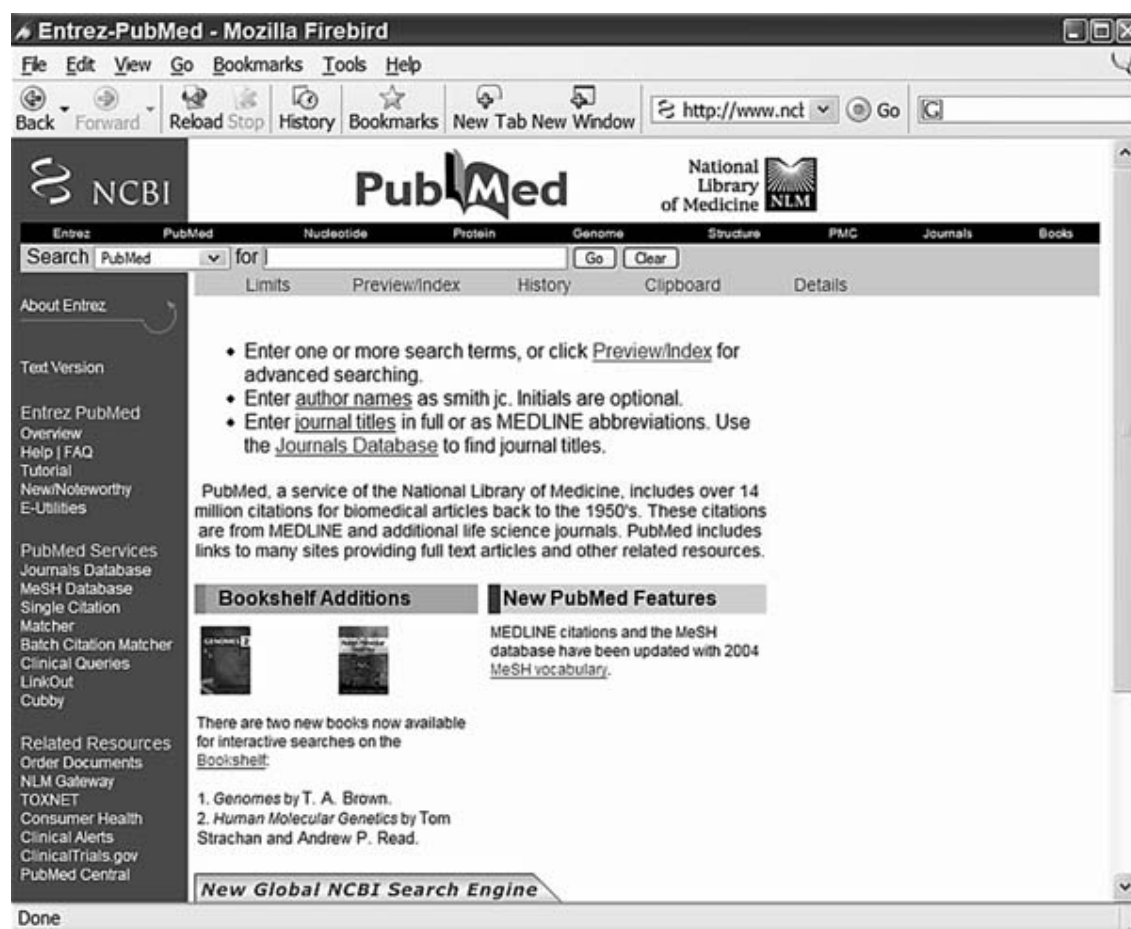 Entrez-PubMed - Mozilla Firebird
File Edit View Go Bookmarks Tools Help
Back Forward Reload Stop History Bookmarks New Tab New Window http://www.nct Go G
NCBI
PubMed
National
Library
of Medicine NLM
Entrez PubMed Nucleotide Protein Genome Structure PMC Journals Books
Search PubMed for Go Clear
Limits Preview/Index History Clipboard Details
About Entrez
Text Version
Entrez PubMed
Overview
Help | FAQ
Tutorial
New/Noteworthy
E-Utilities
PubMed Services
Journals Database
MeSH Database
Single Citation
Matcher
Batch Citation Matcher
Clinical Queries
LinkOut
Cubby
Related Resources
Order Documents
NLM Gateway
TOXNET
Consumer Health
Clinical Alerts
ClinicalTrials.gov
PubMed Central
• Enter one or more search terms, or click Preview/Index for
advanced searching.
• Enter author names as smith jc. Initials are optional.
• Enter journal titles in full or as MEDLINE abbreviations. Use
the Journals Database to find journal titles.
PubMed, a service of the National Library of Medicine, includes over 14
million citations for biomedical articles back to the 1950's. These citations
are from MEDLINE and additional life science journals. PubMed includes
links to many sites providing full text articles and other related resources.
Bookshelf Additions
GENOMES 2
There are two new books now available
for interactive searches on the
Bookshelf:
1. Genomes by T. A. Brown.
2. Human Molecular Genetics by Tom
Strachan and Andrew P. Read.
New PubMed Features
MEDLINE citations and the MeSH
database have been updated with 2004
MeSH vocabulary.
New Global NCBI Search Engine
Done